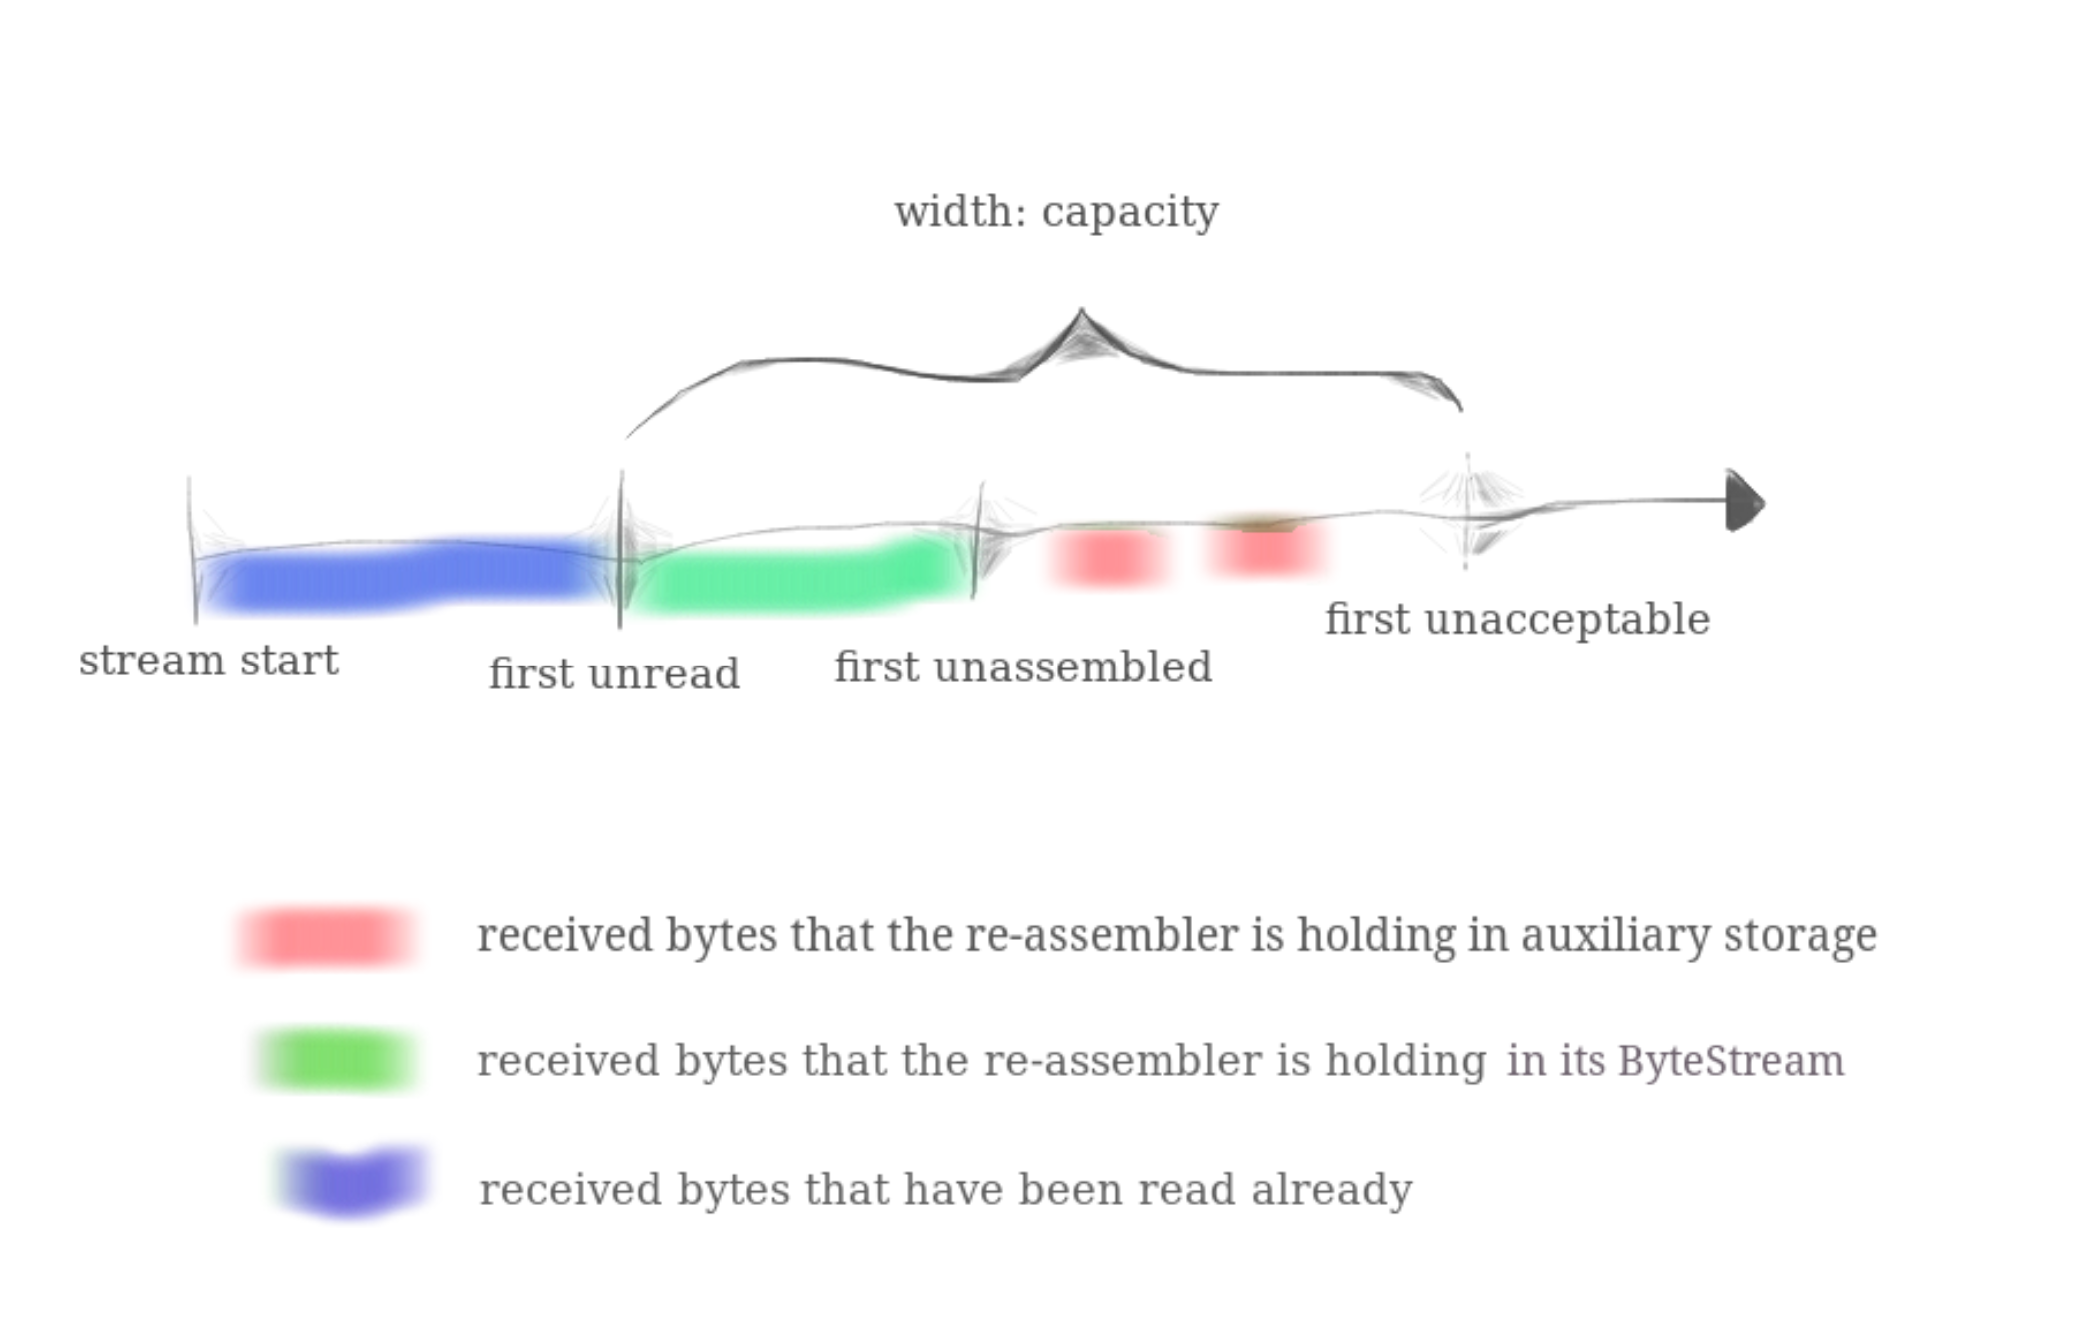 width: capacity
stream start
first unread
first unassembled
first unacceptable
received bytes that the re-assembler is holding in auxiliary storage
received bytes that the re-assembler is holding in its ByteStream
received bytes that have been read already